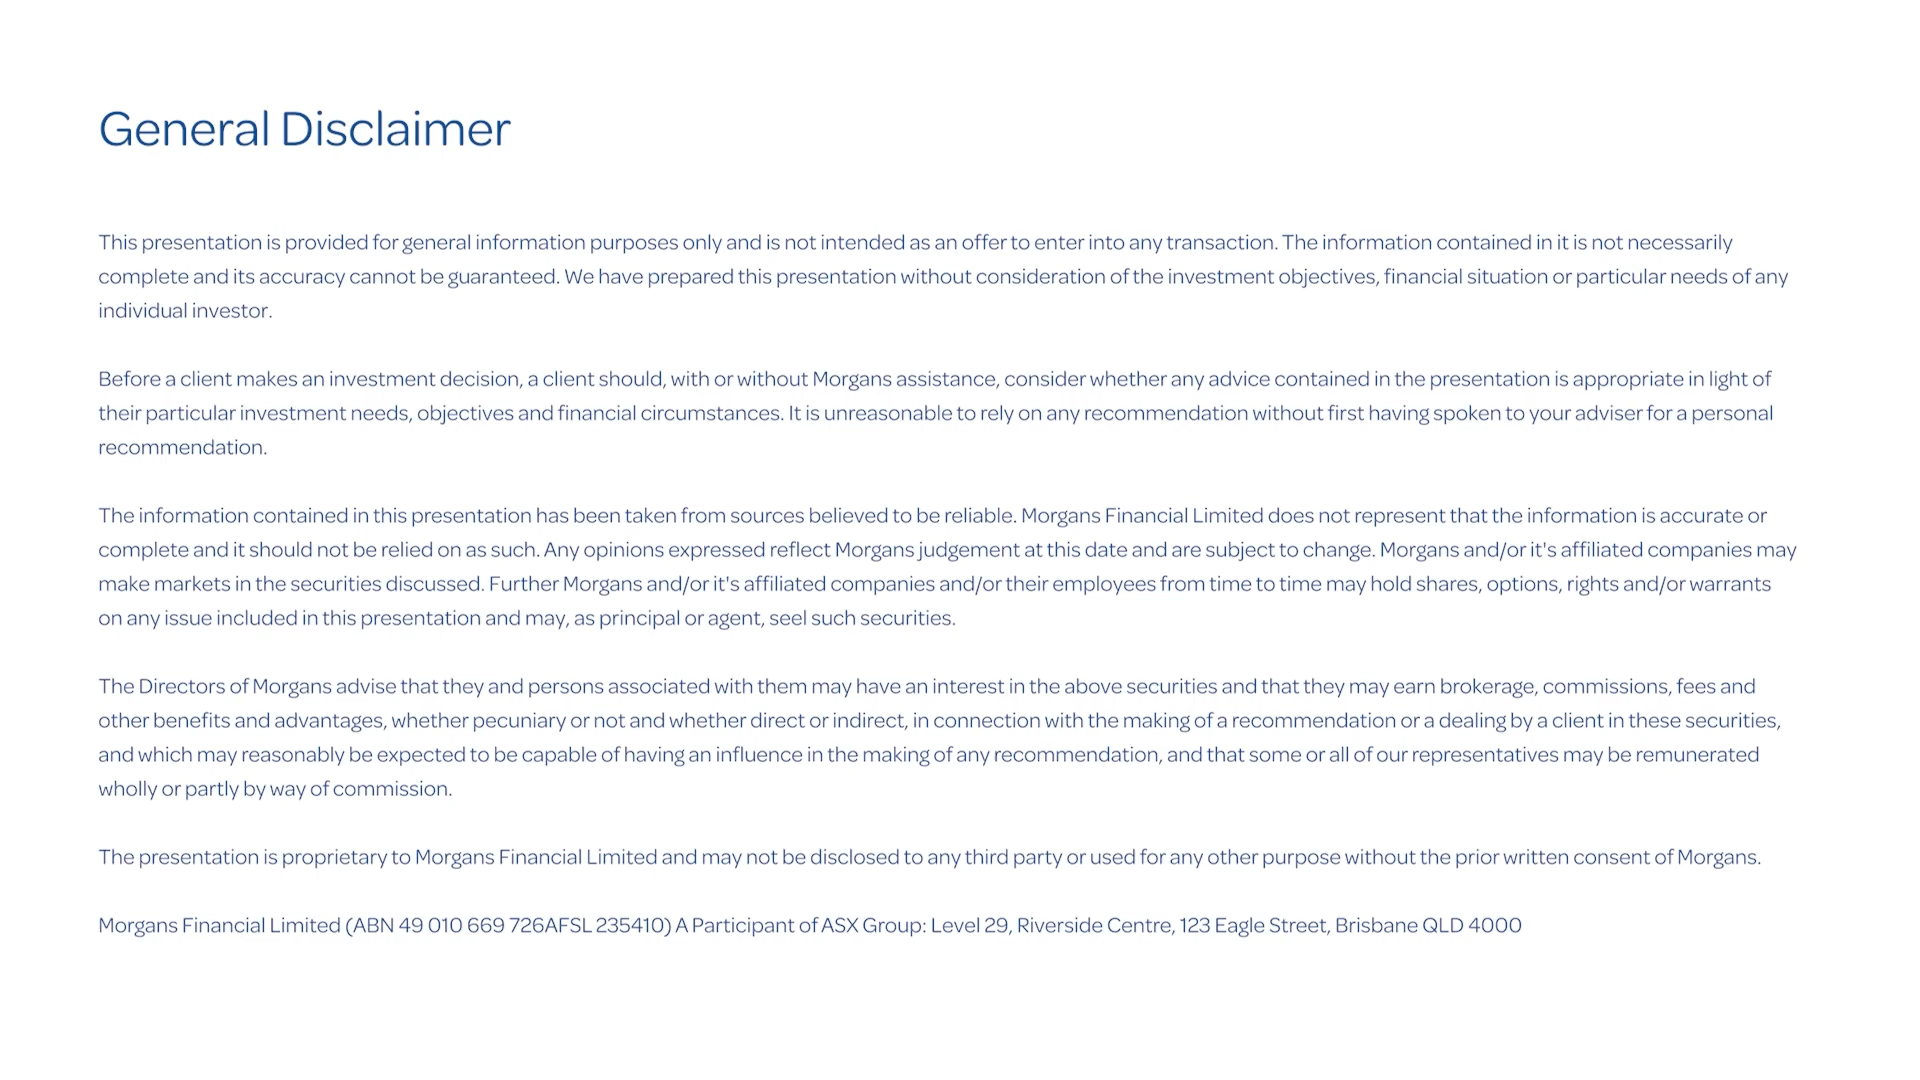 General Disclaimer
This presentation is provided for general information purposes only and is not intended as an offer to enter into any transaction. The information contained in it is not necessarily
complete and its accuracy cannot be guaranteed. We have prepared this presentation without consideration of the investment objectives, financial situation or particular needs of any
individual investor.
Before a client makes an investment decision, a client should, with or without Morgans assistance, consider whether any advice contained in the presentation is appropriate in light of
their particular investment needs, objectives and financial circumstances. It is unreasonable to rely on any recommendation without first having spoken to your adviser for a personal
recommendation.
The information contained in this presentation has been taken from sources believed to be reliable. Morgans Financial Limited does not represent that the information is accurate or
complete and it should not be relied on as such. Any opinions expressed reflect Morgans judgement at this date and are subject to change. Morgans and/or it's affiliated companies may
make markets in the securities discussed. Further Morgans and/or it's affiliated companies and/or their employees from time to time may hold shares, options, rights and/or warrants
on any issue included in this presentation and may, as principal or agent, seel such securities.
The Directors of Morgans advise that they and persons associated with them may have an interest in the above securities and that they may earn brokerage, commissions, fees and
other benefits and advantages, whether pecuniary or not and whether direct or indirect, in connection with the making of a recommendation or a dealing by a client in these securities,
and which may reasonably be expected to be capable of having an influence in the making of any recommendation, and that some or all of our representatives may be remunerated
wholly or partly by way of commission.
The presentation is proprietary to Morgans Financial Limited and may not be disclosed to any third party or used for any other purpose without the prior written consent of Morgans.
Morgans Financial Limited (ABN 49 010 669 726AFSL 235410) A Participant of ASX Group: Level 29, Riverside Centre, 123 Eagle Street, Brisbane QLD 4000